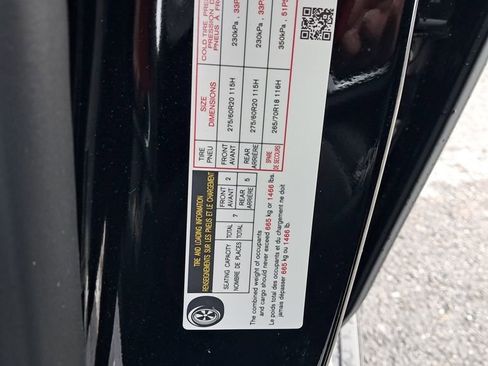 TIRE AND LOADING INFORMATION
RENSEIGNEMENTS SUR LES PNEUS ET LE CHARGEMENT
SEATING CAPACITY TOTAL 7 FRONT 2 REAR 5
NOMBRE DE PLACES TOTAL AVANT ARRIÈRE
The combined weight of occupants
and cargo should never exceed 665 kg or 1466 lbs.
Le poids total des occupants et du chargement ne doit
jamais dépasser 665 kg ou 1466 lb.
TIRE SIZE COLD TIRE
PNEU DIMENSIONS
FRONT 275/60R20 115H 230kPa, 33P
AVANT
REAR 275/60R20 115H 230kPa, 33P
ARRIÈRE
SPARE 265/70R18 116H 350kPa, 51P
DE SECOURS